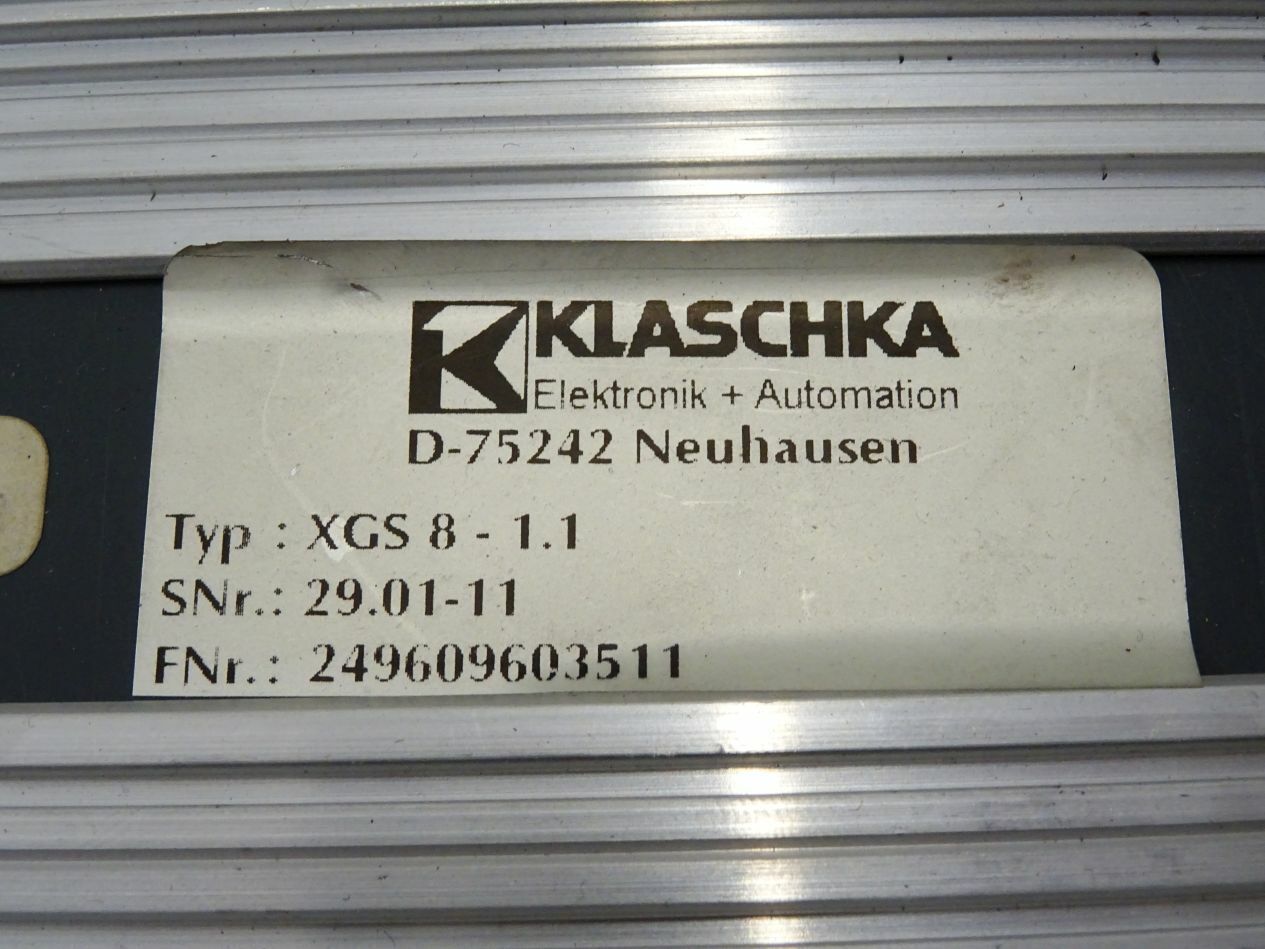 KLASCHKA
Elektronik + Automation
D-75242 Neuhausen
Typ : XGS 8 - 1.1
SNr.: 29.01-11
FNr.: 249609603511